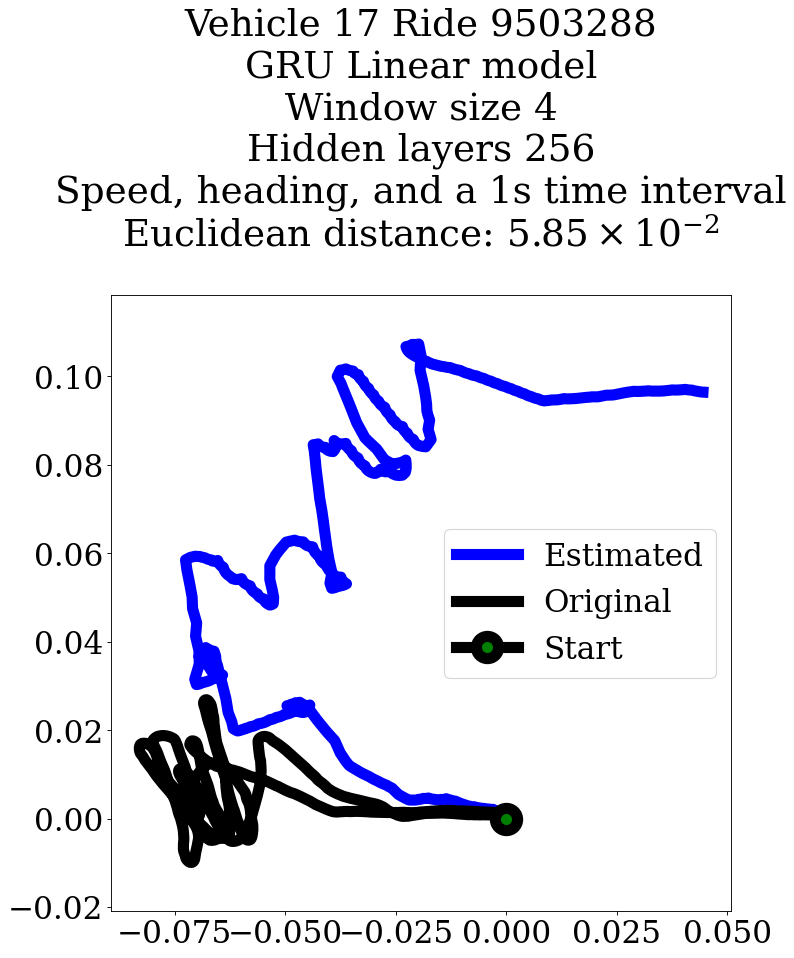 Vehicle 17 Ride 9503288
GRU Linear model
Window size 4
Hidden layers 256
Speed, heading, and a 1s time interval
Euclidean distance: 5.85 × 10⁻²
0.10
0.08
0.06
0.04
0.02
0.00
−0.02
Estimated
Original
Start
−0.075 −0.050 −0.025 0.000 0.025 0.050